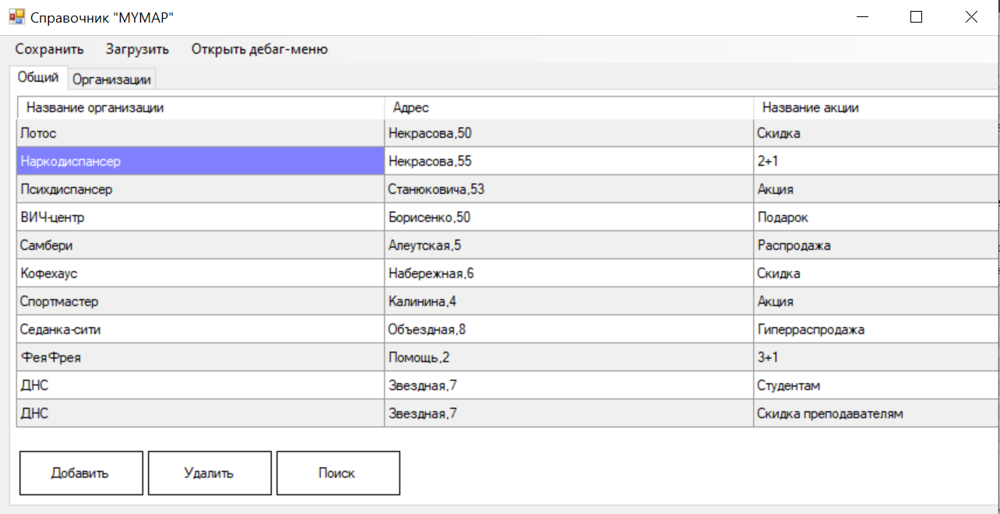 Справочник "MYMAP"
Сохранить Загрузить Открыть дебаг-меню
Общий Организации
Название организации Адрес Название акции
Лотос Некрасова,50 Скидка
Наркодиспансер Некрасова,55 2+1
Психдиспансер Станюковича,53 Акция
ВИЧ-центр Борисенко,50 Подарок
Самбери Алеутская,5 Распродажа
Кофехаус Набережная,6 Скидка
Спортмастер Калинина,4 Акция
Седанка-сити Объездная,8 Гиперраспродажа
ФеяФрея Помощь,2 3+1
ДНС Звездная,7 Студентам
ДНС Звездная,7 Скидка преподавателям
Добавить Удалить Поиск